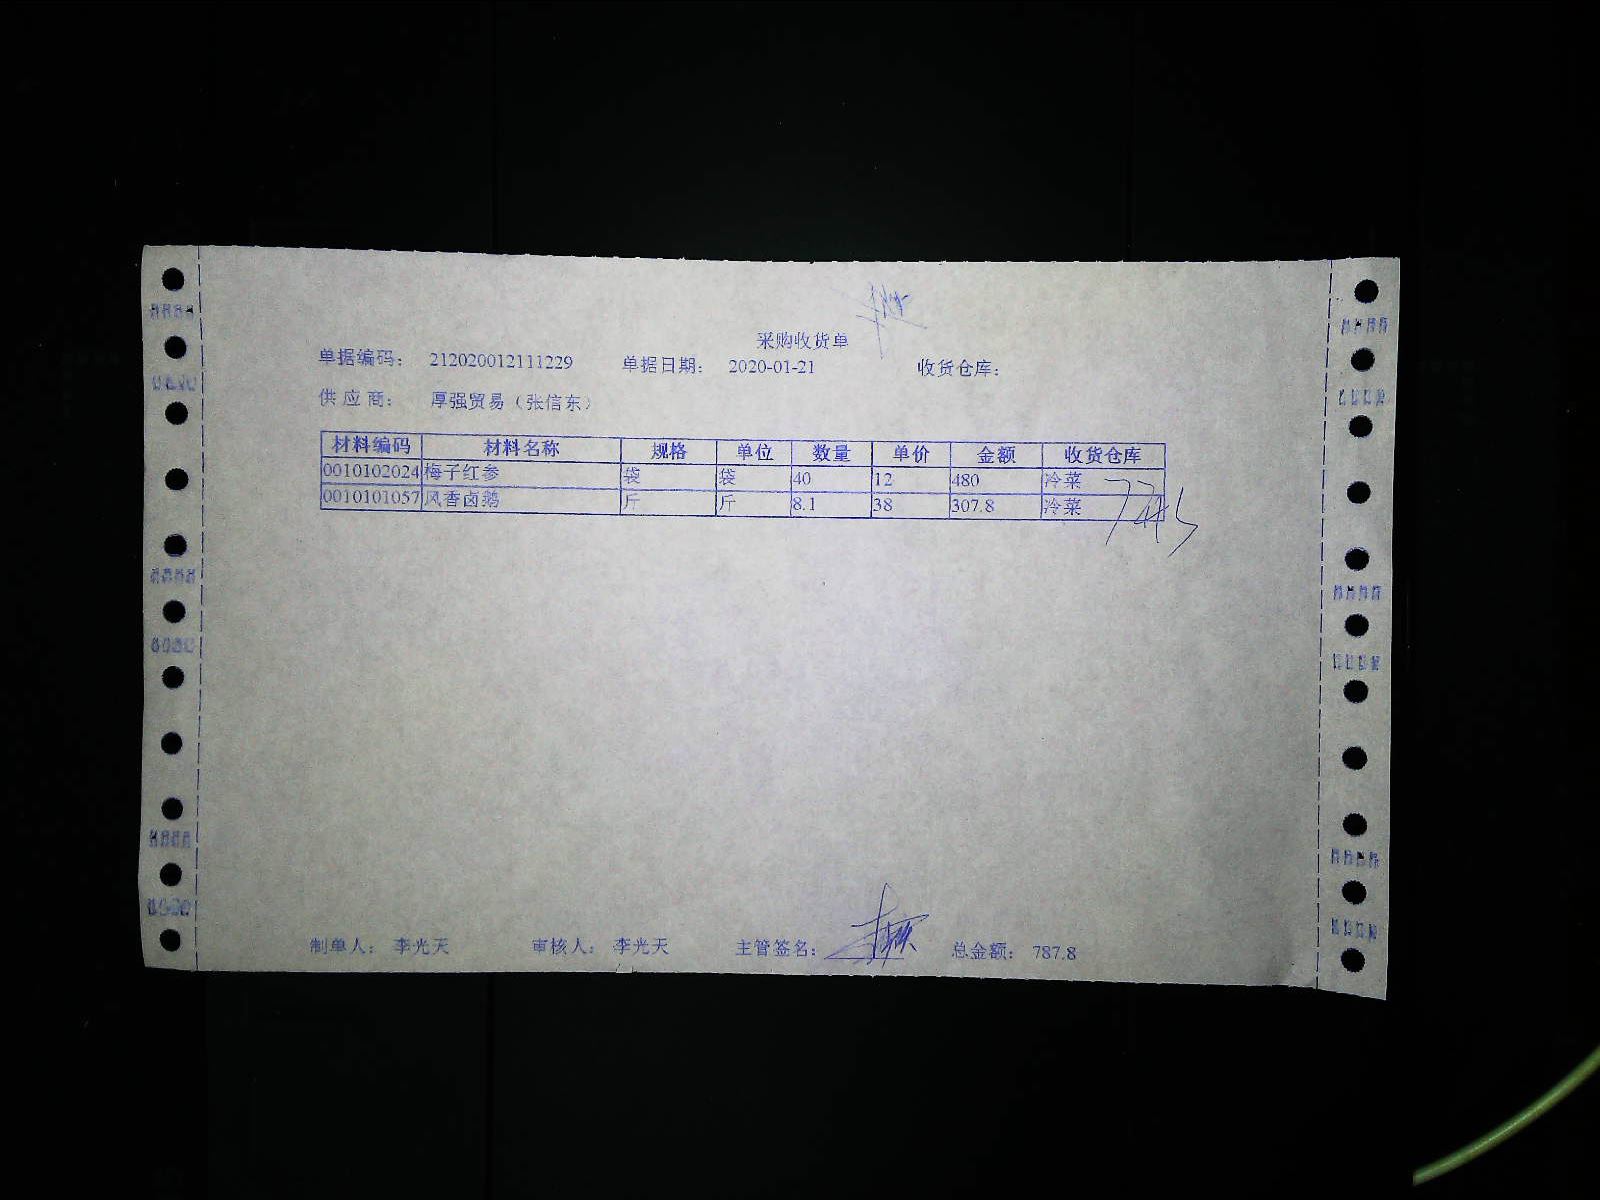 采购收货单
单据编码： 212020012111229 单据日期： 2020-01-21 收货仓库：
供应商： 厚强贸易（张信东）
材料编码 材料名称 规格 单位 数量 单价 金额 收货仓库
0010102024 梅子红参 袋 袋 40 12 480 冷菜
0010101057 风香卤鹅 斤 斤 8.1 38 307.8 冷菜
制单人： 李光天 审核人： 李光天 主管签名： 总金额： 787.8